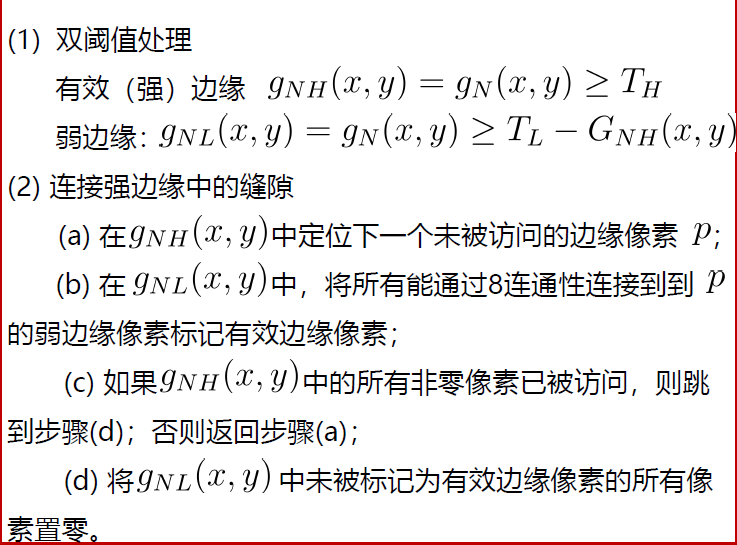 (1) 双阈值处理
有效（强）边缘 g_{NH}(x, y) = g_N(x, y) ≥ T_H
弱边缘: g_{NL}(x, y) = g_N(x, y) ≥ T_L − G_{NH}(x, y)
(2) 连接强边缘中的缝隙
(a) 在g_{NH}(x, y)中定位下一个未被访问的边缘像素 p;
(b) 在 g_{NL}(x, y)中，将所有能通过8连通性连接到到 p
的弱边缘像素标记有效边缘像素；
(c) 如果g_{NH}(x, y)中的所有非零像素已被访问，则跳
到步骤(d)；否则返回步骤(a)；
(d) 将g_{NL}(x, y) 中未被标记为有效边缘像素的所有像
素置零。